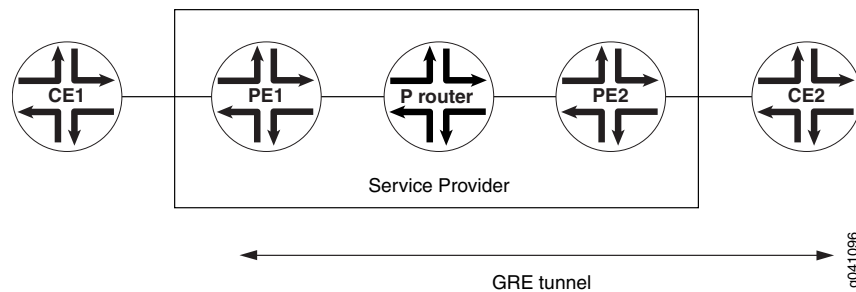 CE1 PE1 P router PE2 CE2
Service Provider
GRE tunnel
g041096